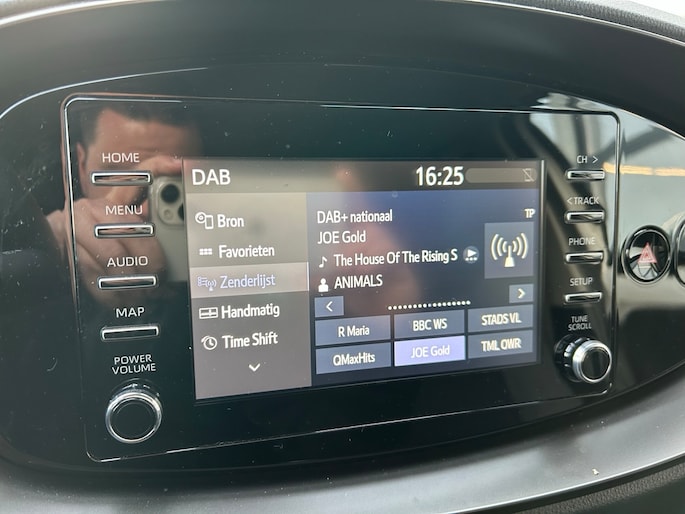 HOME
MENU
AUDIO
MAP
POWER
VOLUME
DAB
16:25
Bron
Favorieten
Zenderlijst
Handmatig
Time Shift
DAB+ nationaal
TP
JOE Gold
The House Of The Rising S
ANIMALS
R Maria
BBC WS
STADS VL
QMaxHits
JOE Gold
TML OWR
CH >
< TRACK
PHONE
SETUP
TUNE
SCROLL